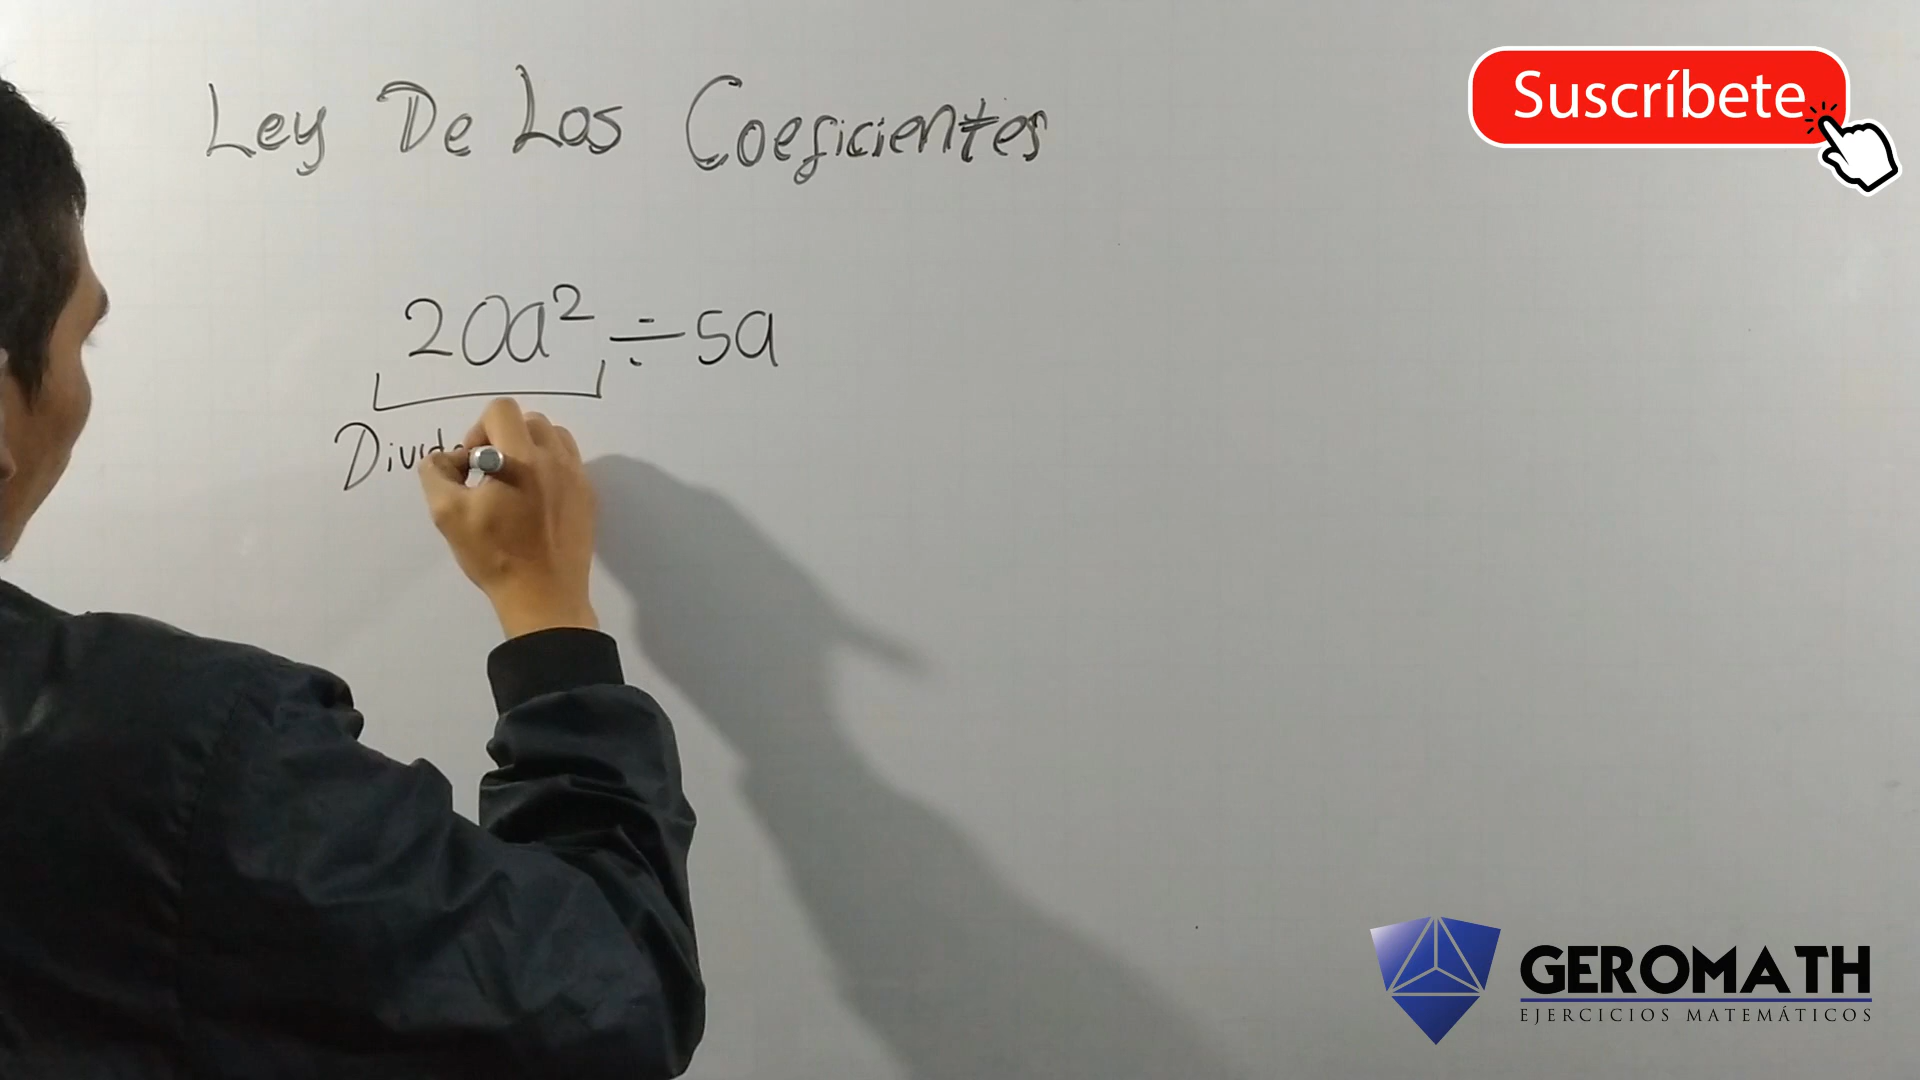 Ley De Los Coeficientes
Suscríbete
20a² ÷ 5a
GEROMATH
EJERCICIOS MATEMÁTICOS